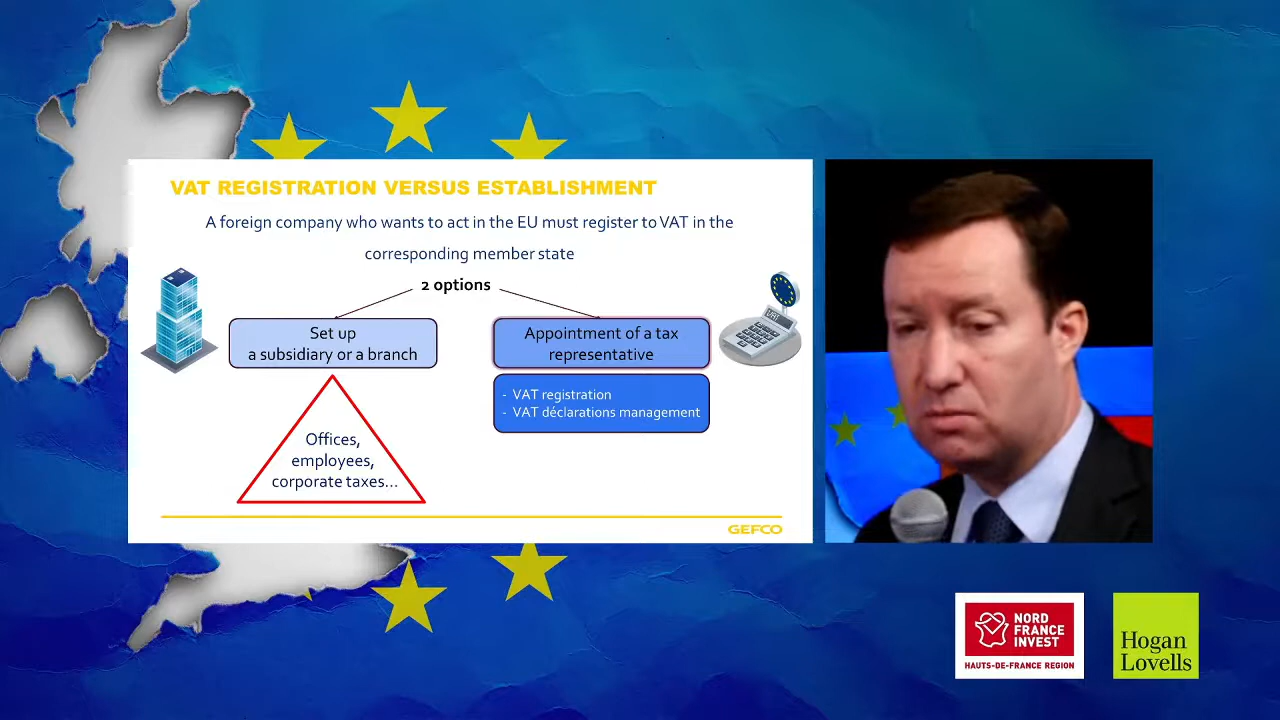 VAT REGISTRATION VERSUS ESTABLISHMENT
A foreign company who wants to act in the EU must register to VAT in the
corresponding member state
2 options
Set up
a subsidiary or a branch
Appointment of a tax
representative
VAT
- VAT registration
- VAT déclarations management
Offices,
employees,
corporate taxes...
GEFCO
NORD
FRANCE
INVEST
HAUTS-DE-FRANCE REGION
Hogan
Lovells